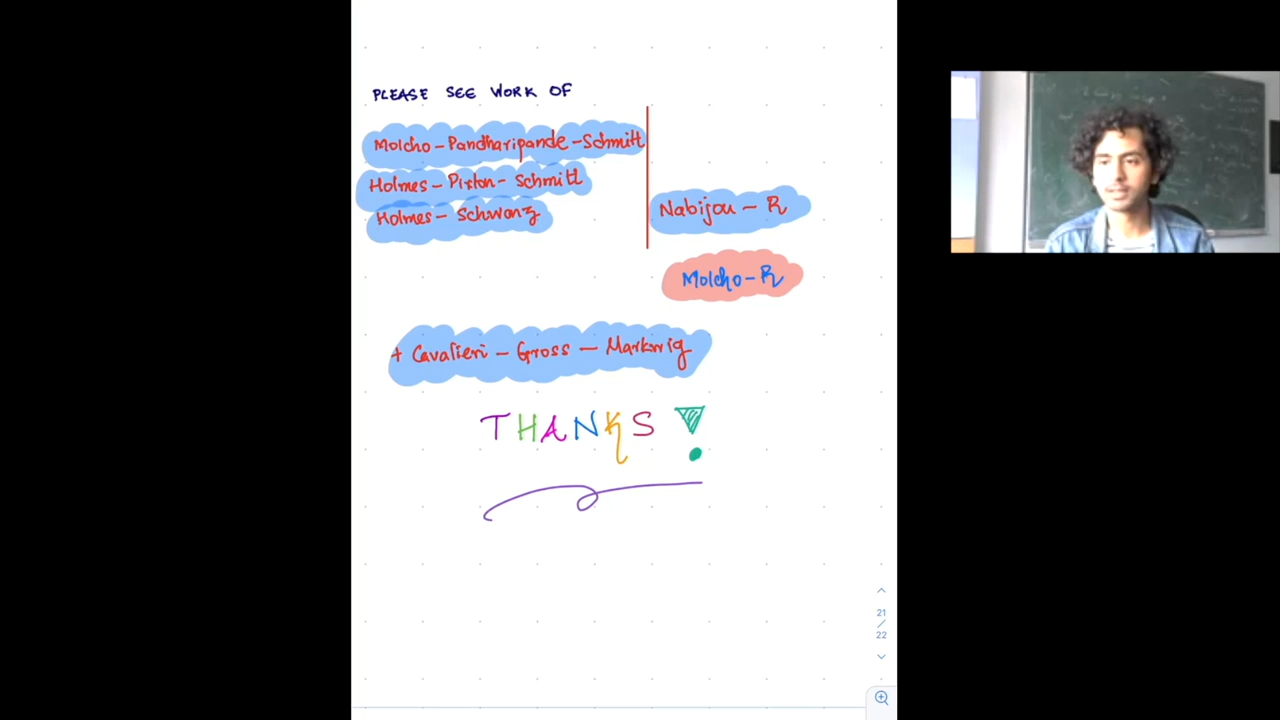 PLEASE SEE WORK OF
Molcho - Pandharipande - Schmitt
Holmes - Pixton - Schmitt
Holmes - Schwarz
Nabijou - R
Molcho - R
+ Cavalieri - Gross - Markwig
THANKS !
21
/
22